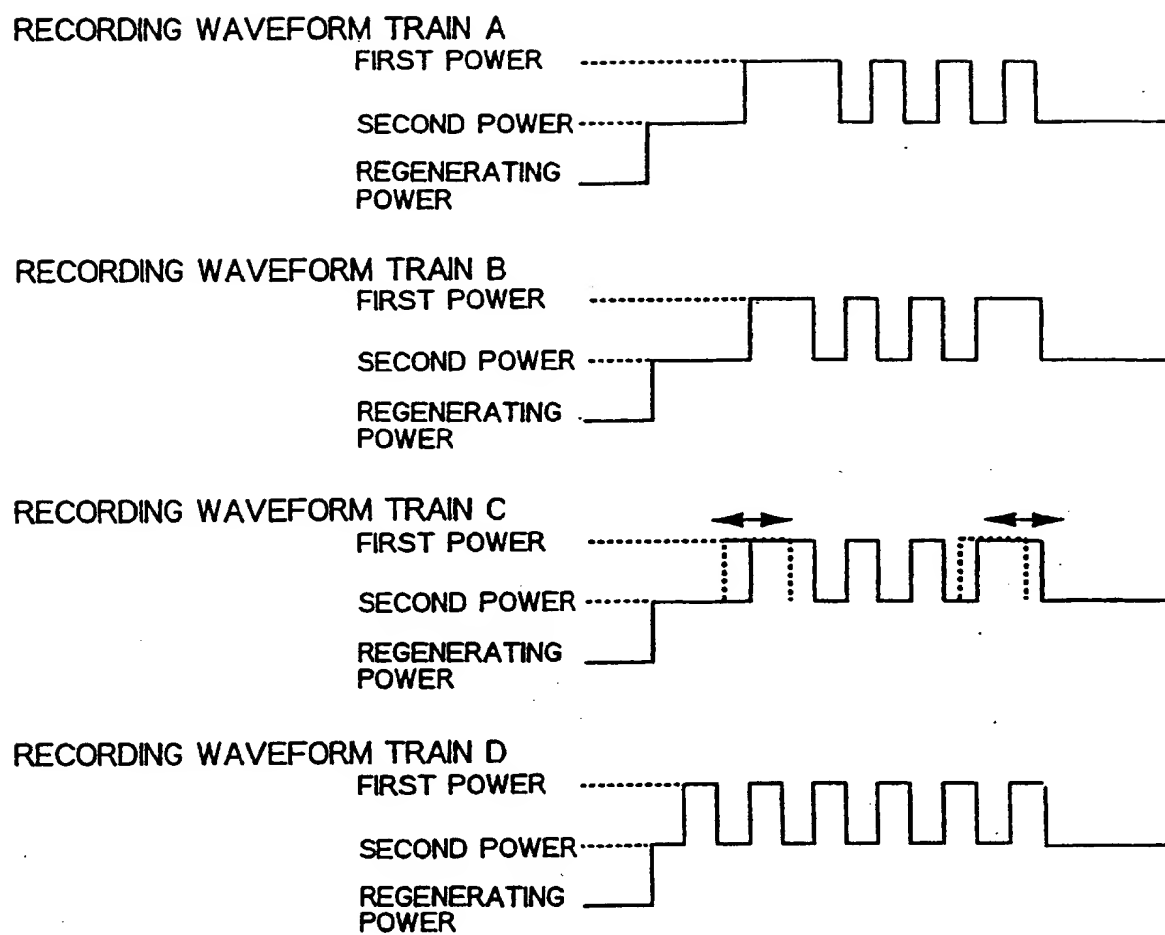 RECORDING WAVEFORM TRAIN A
FIRST POWER
SECOND POWER
REGENERATING
POWER
RECORDING WAVEFORM TRAIN B
FIRST POWER
SECOND POWER
REGENERATING
POWER
RECORDING WAVEFORM TRAIN C
FIRST POWER
SECOND POWER
REGENERATING
POWER
RECORDING WAVEFORM TRAIN D
FIRST POWER
SECOND POWER
REGENERATING
POWER